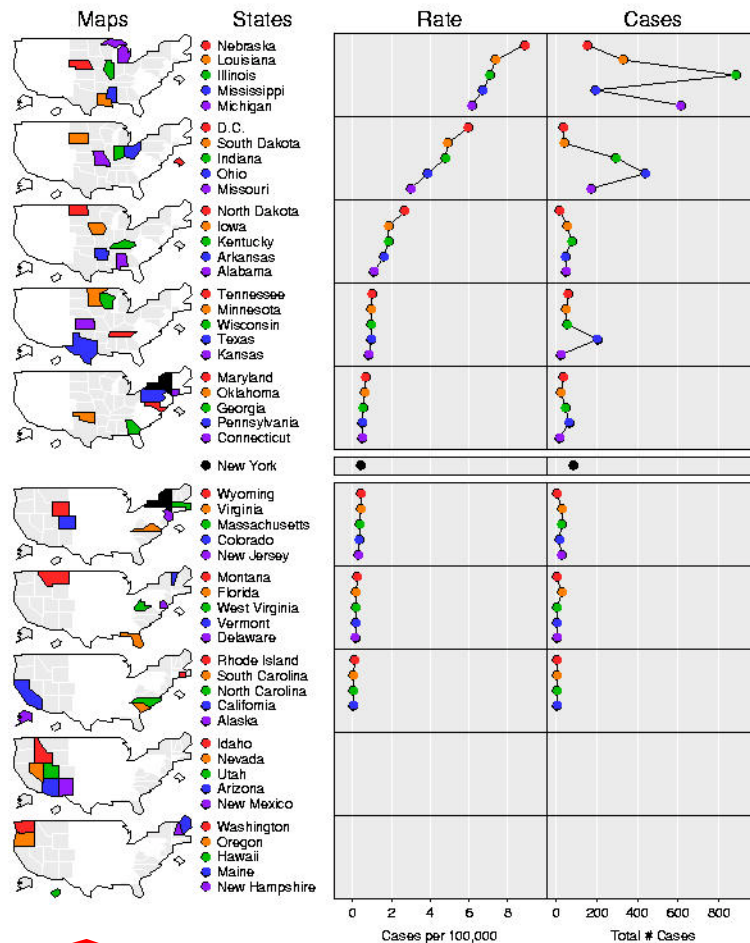 Maps States Rate Cases
Nebraska
Louisiana
Illinois
Mississippi
Michigan
D.C.
South Dakota
Indiana
Ohio
Missouri
North Dakota
Iowa
Kentucky
Arkansas
Alabama
Tennessee
Minnesota
Wisconsin
Texas
Kansas
Maryland
Oklahoma
Georgia
Pennsylvania
Connecticut
New York
Wyoming
Virginia
Massachusetts
Colorado
New Jersey
Montana
Florida
West Virginia
Vermont
Delaware
Rhode Island
South Carolina
North Carolina
California
Alaska
Idaho
Nevada
Utah
Arizona
New Mexico
Washington
Oregon
Hawaii
Maine
New Hampshire
0 2 4 6 8 0 200 400 600 800
Cases per 100,000 Total # Cases